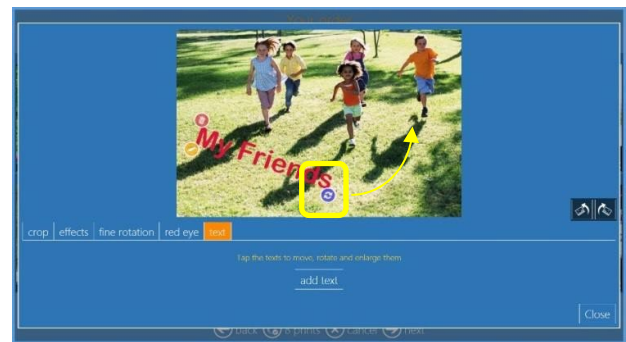 My Friends
crop effects fine rotation red eye text
Tap the texts to move, rotate and enlarge them
add text
Close
back 8 prints cancel next